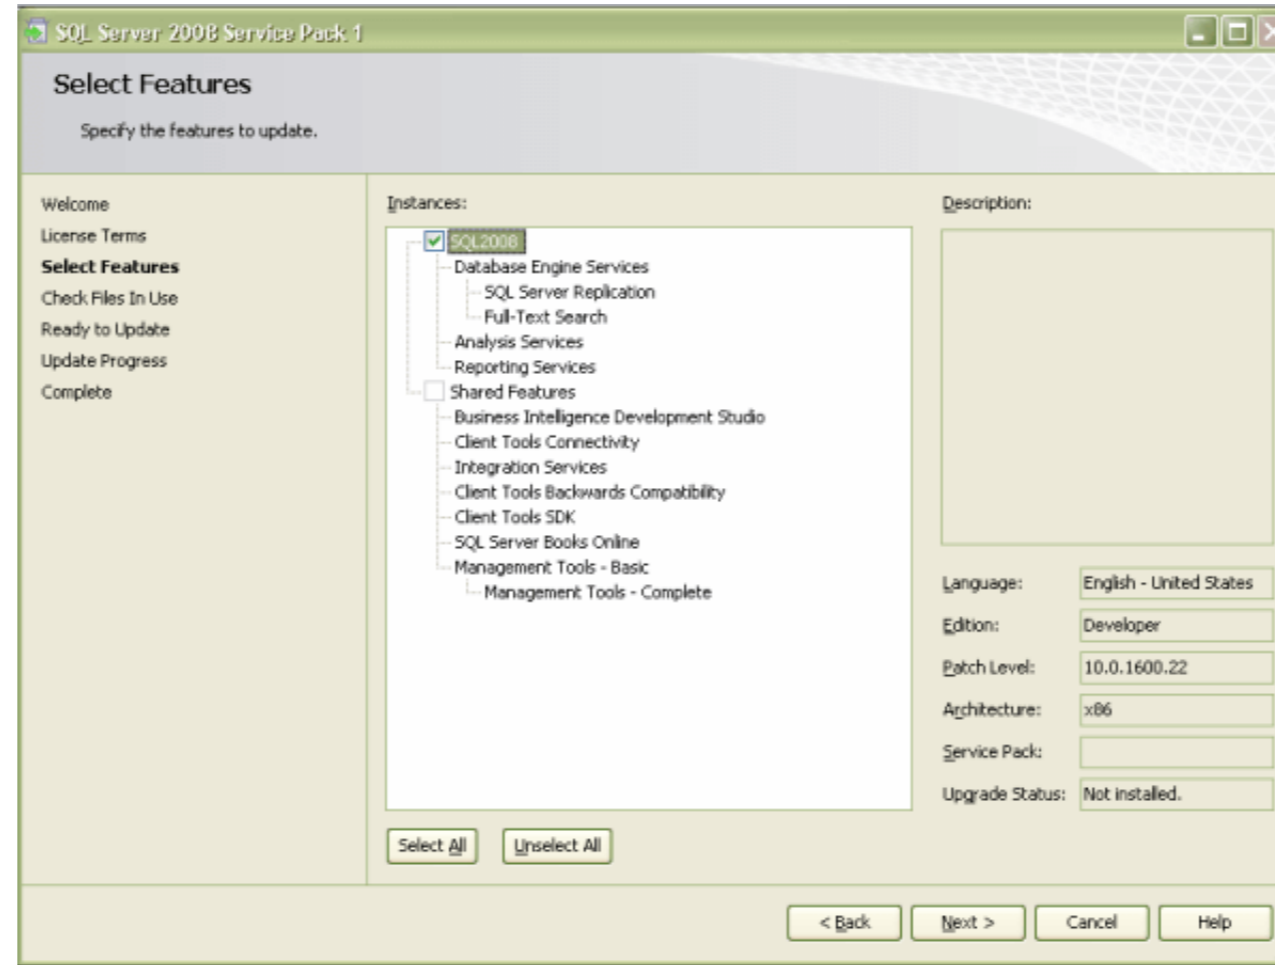 SQL Server 2008 Service Pack 1
Select Features
Specify the features to update.
Welcome
License Terms
Select Features
Check Files In Use
Ready to Update
Update Progress
Complete
Instances:
SQL2008
Database Engine Services
SQL Server Replication
Full-Text Search
Analysis Services
Reporting Services
Shared Features
Business Intelligence Development Studio
Client Tools Connectivity
Integration Services
Client Tools Backwards Compatibility
Client Tools SDK
SQL Server Books Online
Management Tools - Basic
Management Tools - Complete
Select All
Unselect All
Description:
Language: English - United States
Edition: Developer
Patch Level: 10.0.1600.22
Architecture: x86
Service Pack:
Upgrade Status: Not installed.
< Back
Next >
Cancel
Help